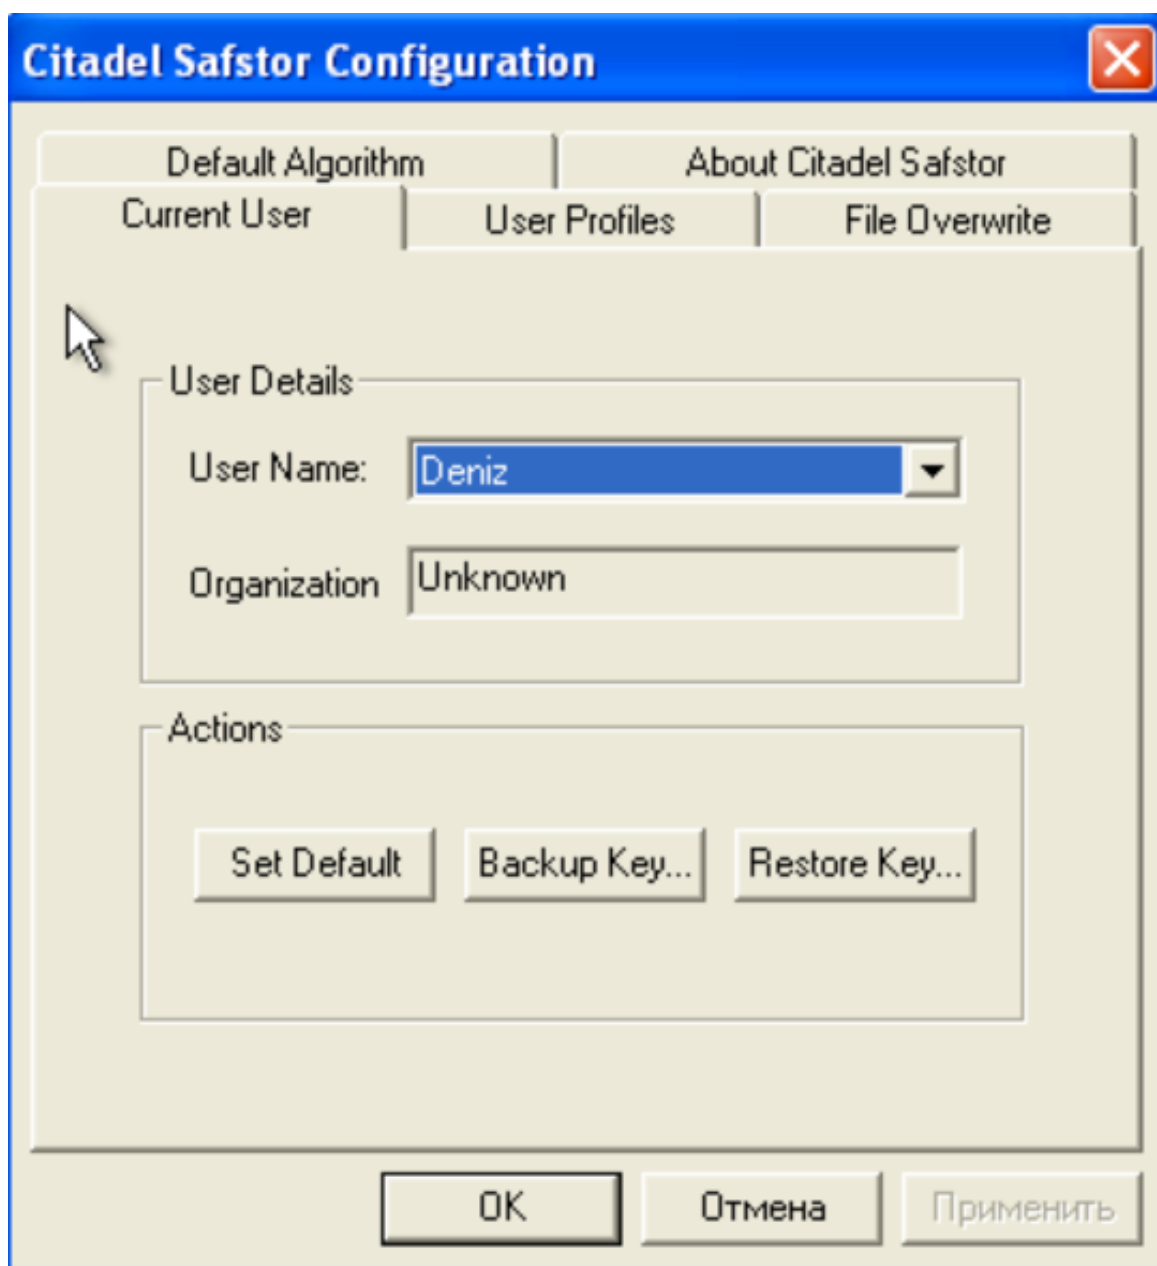 Citadel Safstor Configuration
Default Algorithm About Citadel Safstor
Current User User Profiles File Overwrite
User Details
User Name: Deniz
Organization Unknown
Actions
Set Default Backup Key... Restore Key...
OK Отмена Применить